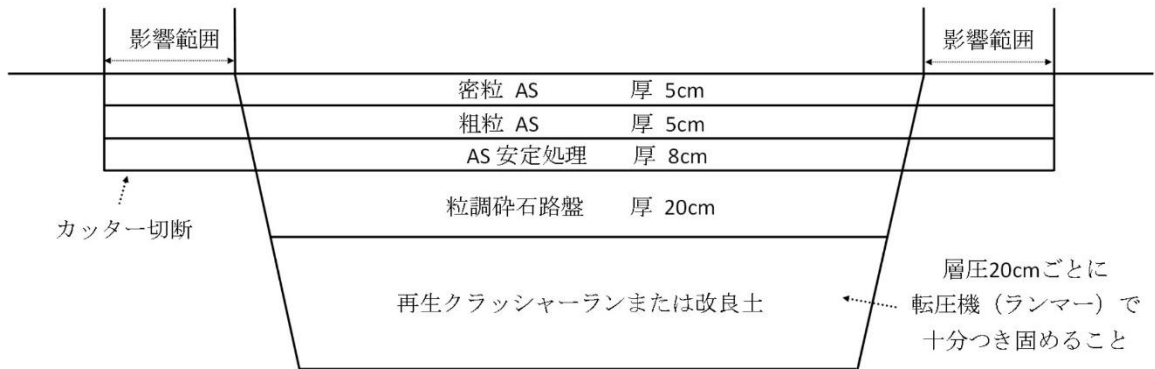 影響範囲
影響範囲
密粒 AS 厚 5cm
粗粒 AS 厚 5cm
AS 安定処理 厚 8cm
粒調砕石路盤 厚 20cm
カッター切断
再生クラッシャーランまたは改良土
層圧20cmごとに
転圧機（ランマー）で
十分つき固めること